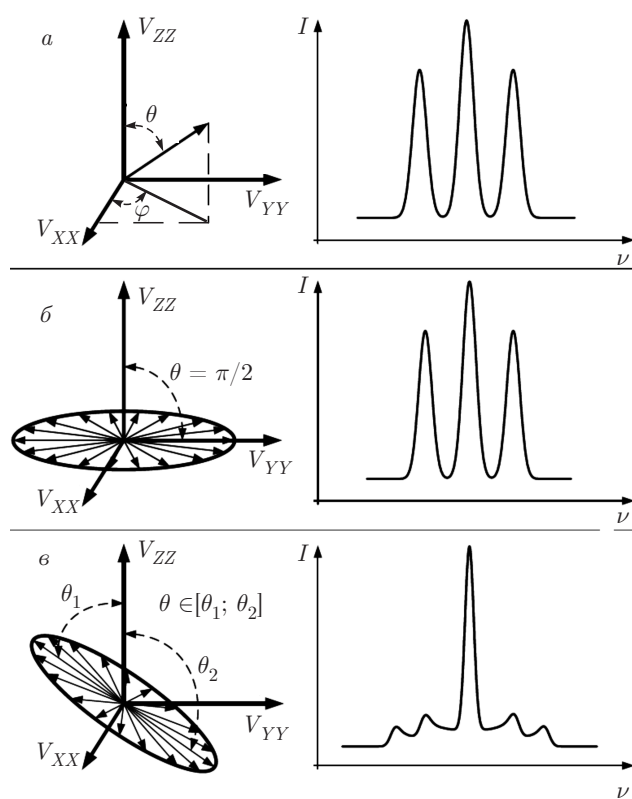 а
V_ZZ
θ
V_YY
V_XX
φ
I
ν
б
V_ZZ
θ = π/2
V_YY
V_XX
I
ν
в
V_ZZ
θ_1
θ ∈[θ_1; θ_2]
θ_2
V_YY
V_XX
I
ν